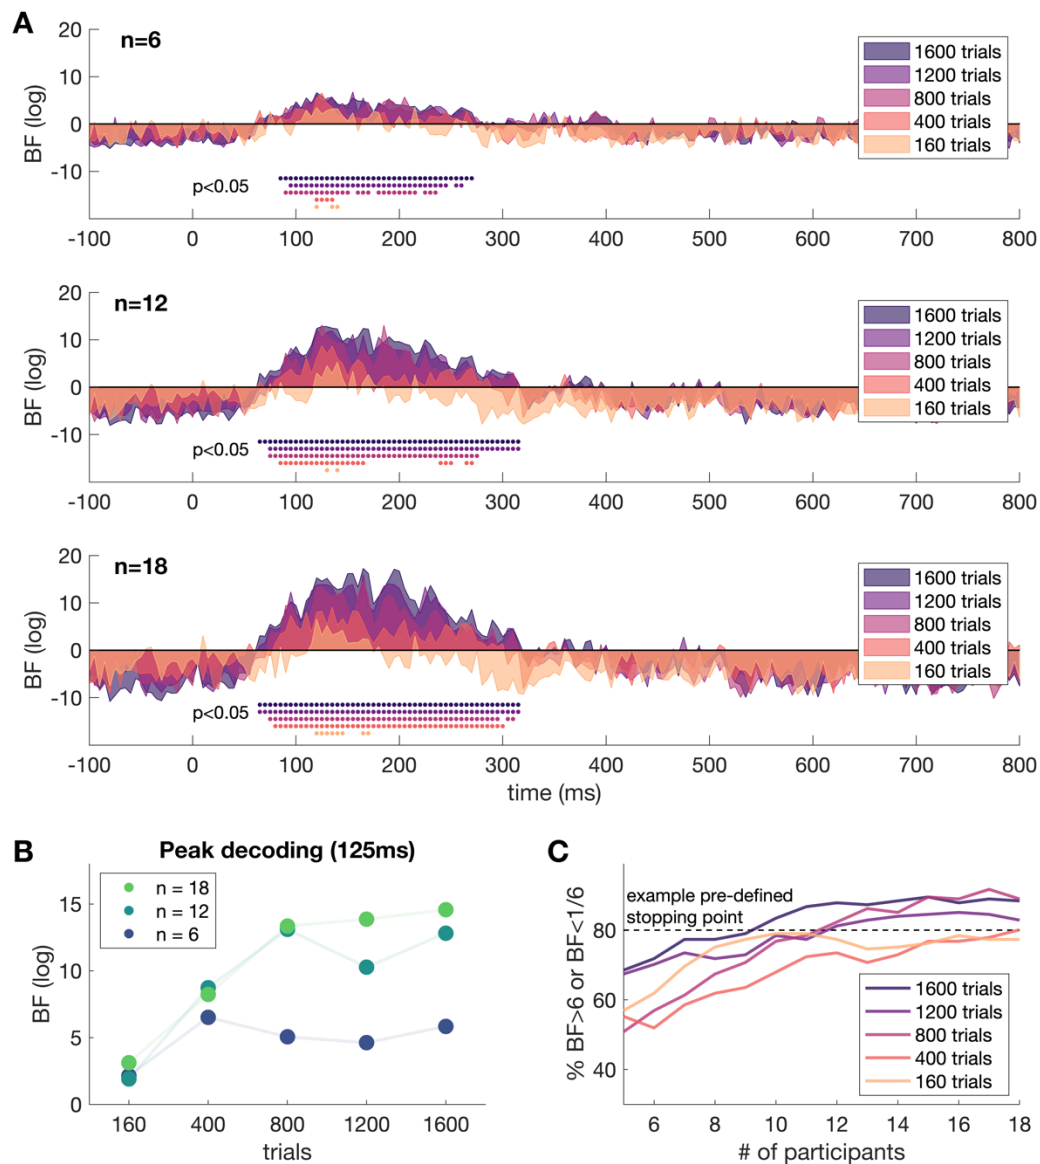 A
n=6
20
10
0
-10
BF (log)
p<0.05
1600 trials
1200 trials
800 trials
400 trials
160 trials
-100 0 100 200 300 400 500 600 700 800
n=12
20
10
0
-10
BF (log)
p<0.05
1600 trials
1200 trials
800 trials
400 trials
160 trials
-100 0 100 200 300 400 500 600 700 800
n=18
20
10
0
-10
BF (log)
p<0.05
1600 trials
1200 trials
800 trials
400 trials
160 trials
-100 0 100 200 300 400 500 600 700 800
time (ms)
B
Peak decoding (125ms)
n = 18
n = 12
n = 6
15
10
5
0
BF (log)
160 400 800 1200 1600
trials
C
example pre-defined
stopping point
80
60
40
% BF>6 or BF<1/6
1600 trials
1200 trials
800 trials
400 trials
160 trials
6 8 10 12 14 16 18
# of participants